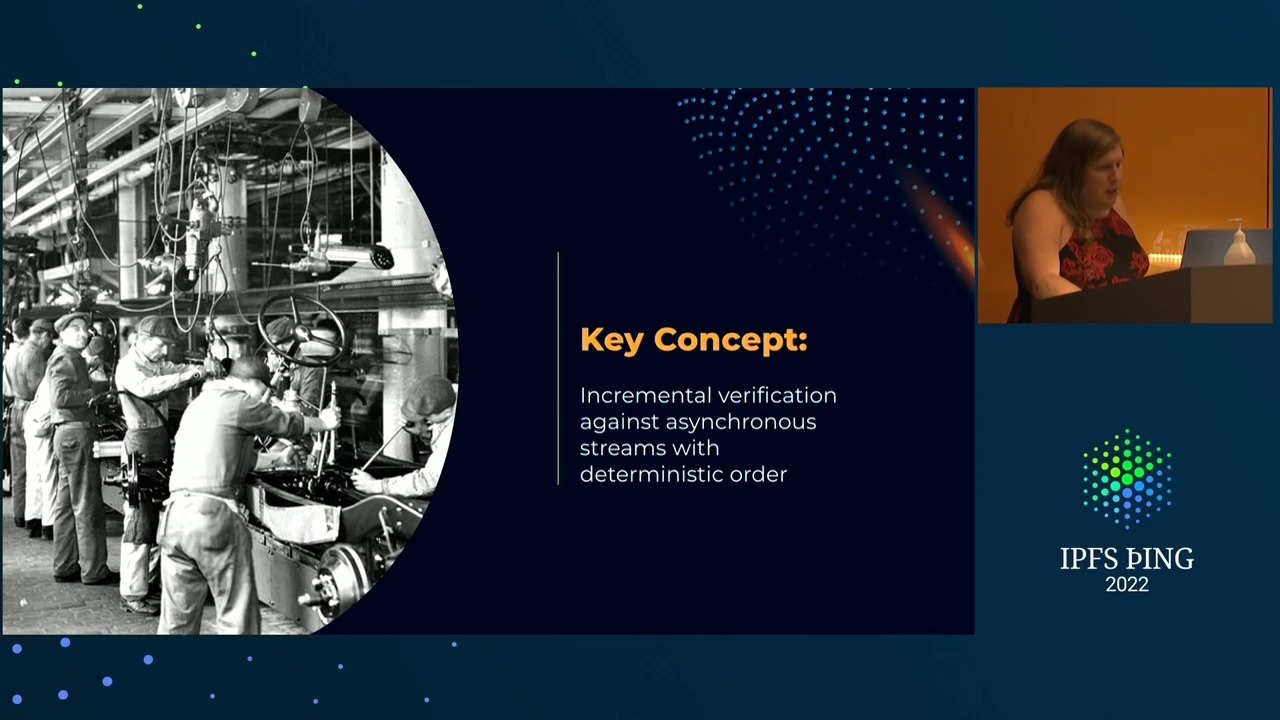 Key Concept:
Incremental verification
against asynchronous
streams with
deterministic order
IPFS ÞING
2022